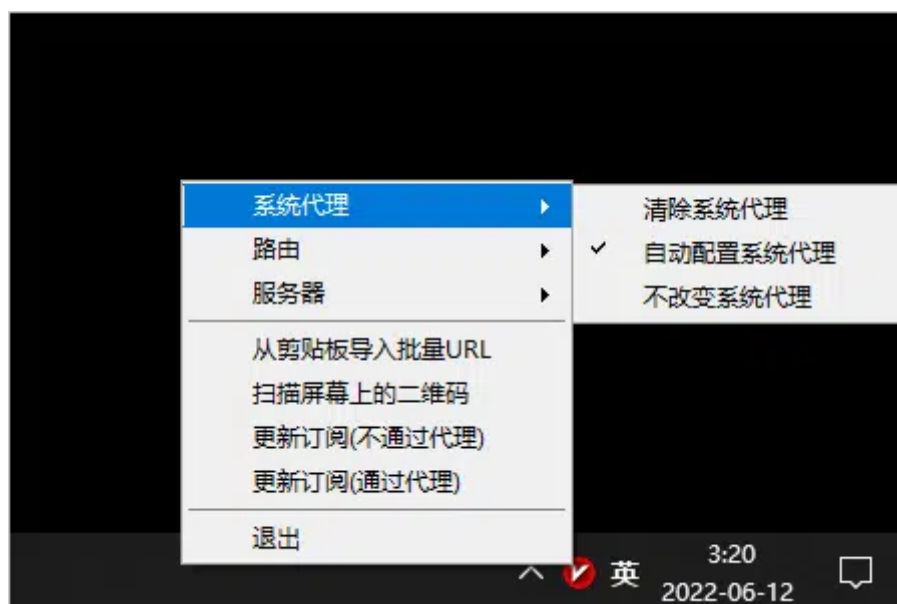 系统代理
路由
服务器
从剪贴板导入批量URL
扫描屏幕上的二维码
更新订阅(不通过代理)
更新订阅(通过代理)
退出
清除系统代理
自动配置系统代理
不改变系统代理
英
3:20
2022-06-12